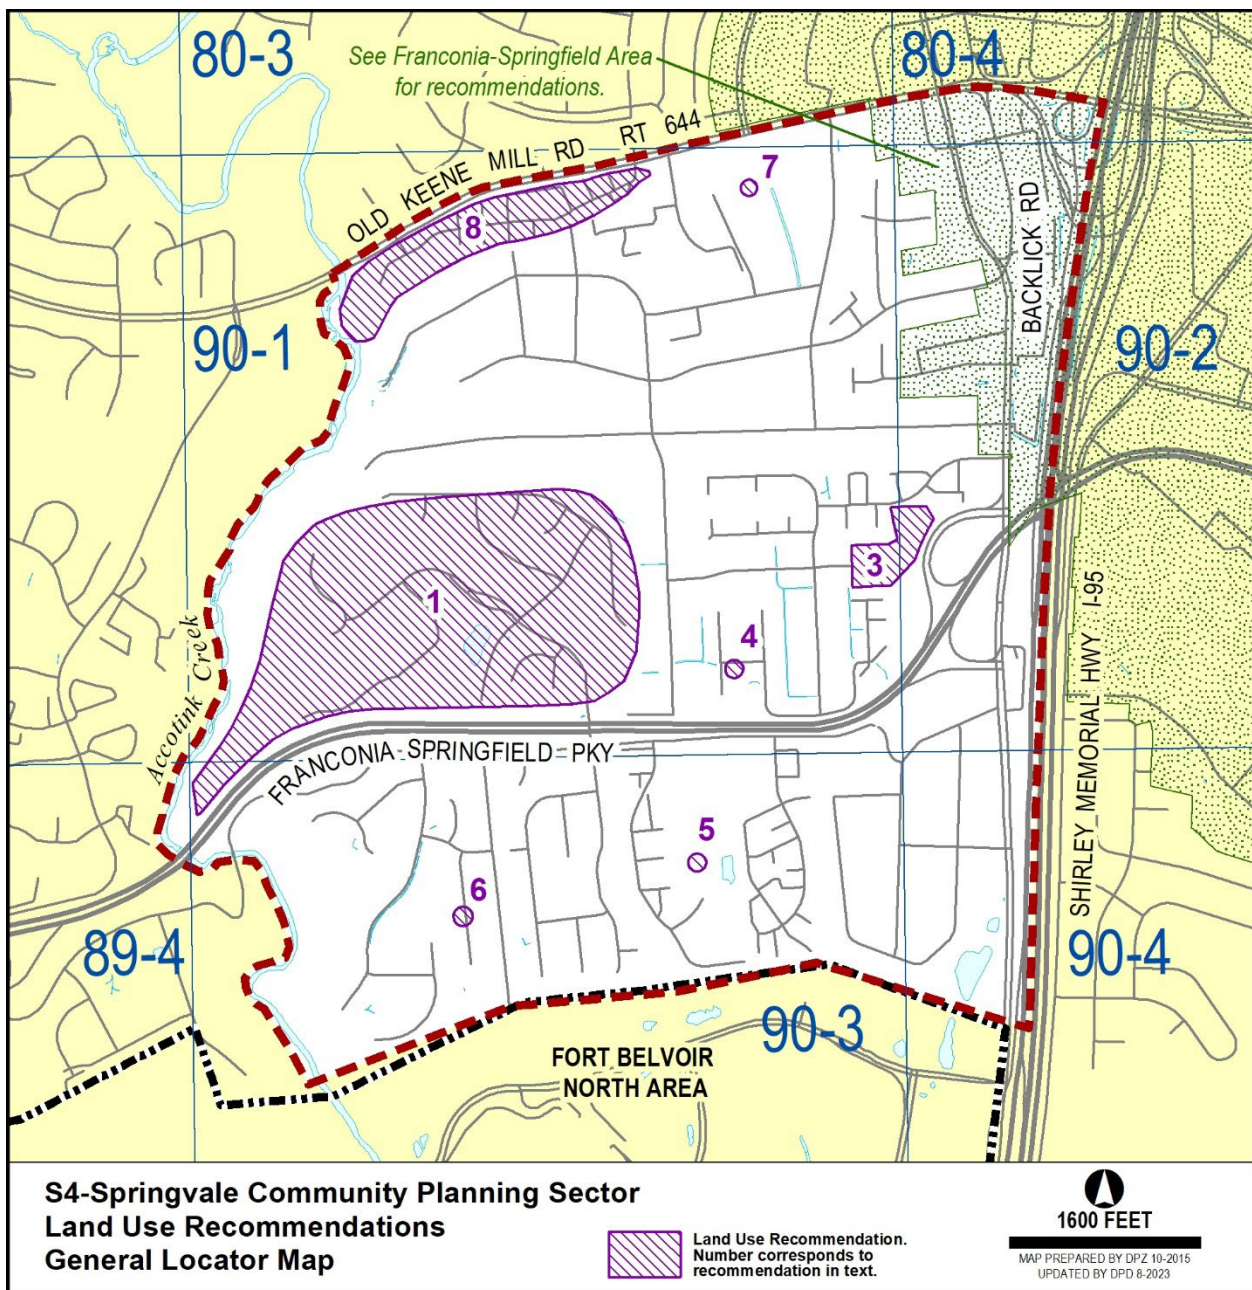 80-3
See Franconia-Springfield Area
for recommendations.
80-4
OLD KEENE MILL RD RT 644
7
8
BACKLICK RD
90-1
90-2
3
1
4
Accotink Creek
FRANCONIA SPRINGFIELD PKY
SHIRLEY MEMORIAL HWY I-95
5
6
89-4
90-4
90-3
FORT BELVOIR
NORTH AREA
S4-Springvale Community Planning Sector
Land Use Recommendations
General Locator Map
Land Use Recommendation.
Number corresponds to
recommendation in text.
1600 FEET
MAP PREPARED BY DPZ 10-2015
UPDATED BY DPD 8-2023